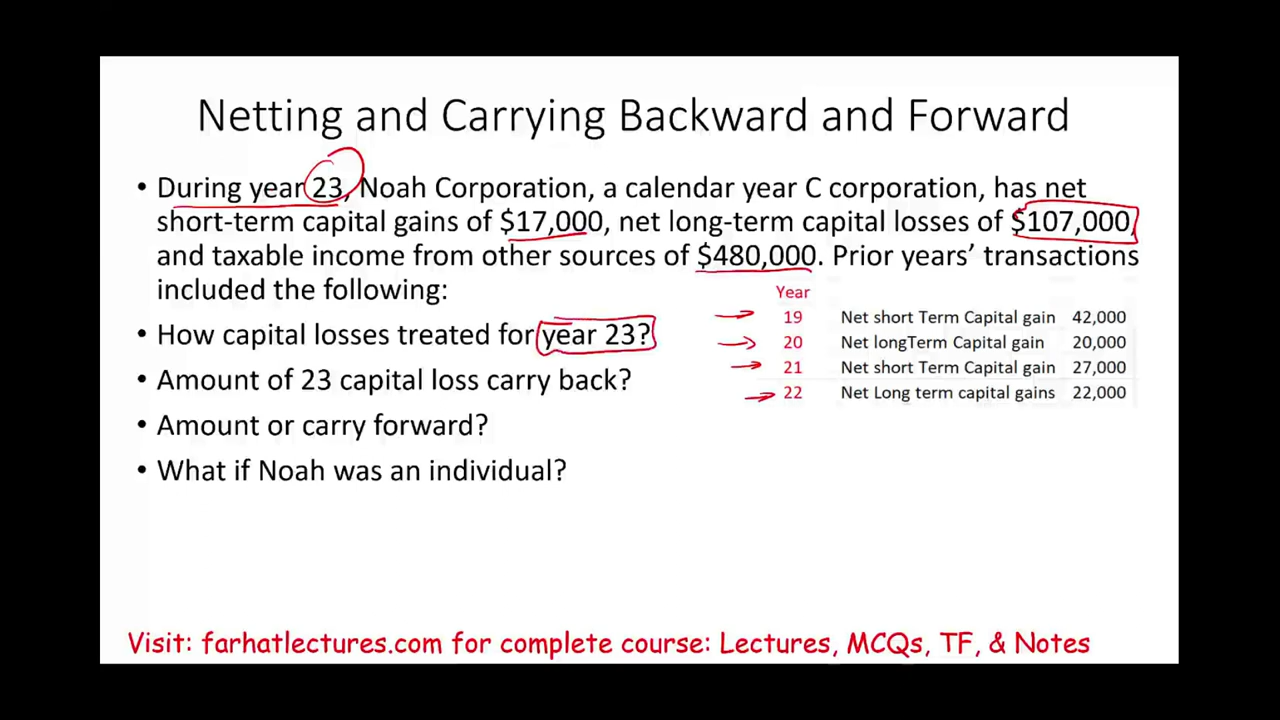 Netting and Carrying Backward and Forward
• During year 23, Noah Corporation, a calendar year C corporation, has net
short-term capital gains of $17,000, net long-term capital losses of $107,000,
and taxable income from other sources of $480,000. Prior years’ transactions
included the following:
Year
19 Net short Term Capital gain 42,000
20 Net longTerm Capital gain 20,000
21 Net short Term Capital gain 27,000
22 Net Long term capital gains 22,000
• How capital losses treated for year 23?
• Amount of 23 capital loss carry back?
• Amount or carry forward?
• What if Noah was an individual?
Visit: farhatlectures.com for complete course: Lectures, MCQs, TF, & Notes